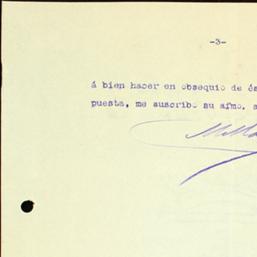 -3-
á bien hacer en obsequio de és
puesta, me suscribo su afmo. s